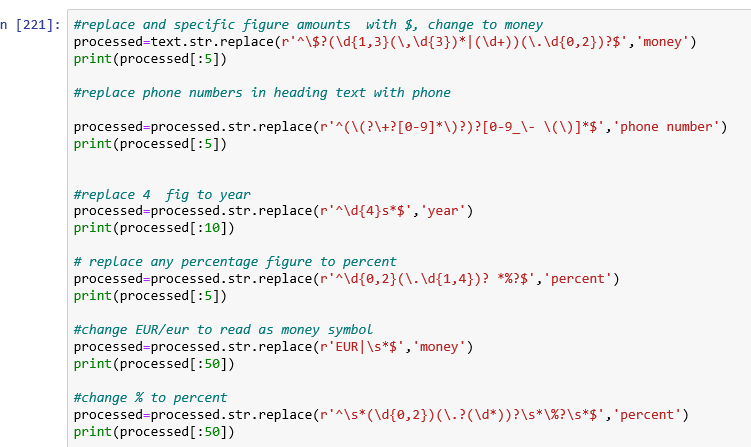 n [221]: #replace and specific figure amounts  with $, change to money
processed=text.str.replace(r'^\$?(\d{1,3}(\,\d{3})*|(\d+))(\.\d{0,2})?$','money')
print(processed[:5])
#replace phone numbers in heading text with phone
processed=processed.str.replace(r'^(\(?\+?[0-9]*\)?)?[0-9_\- \(\)]*$','phone number')
print(processed[:5])
#replace 4  fig to year
processed=processed.str.replace(r'^\d{4}s*$','year')
print(processed[:10])
# replace any percentage figure to percent
processed=processed.str.replace(r'^\d{0,2}(\.\d{1,4})? *%?$','percent')
print(processed[:5])
#change EUR/eur to read as money symbol
processed=processed.str.replace(r'EUR|\s*$','money')
print(processed[:50])
#change % to percent
processed=processed.str.replace(r'^\s*(\d{0,2})(\.?(\d*))?\s*\%?\s*$','percent')
print(processed[:50])